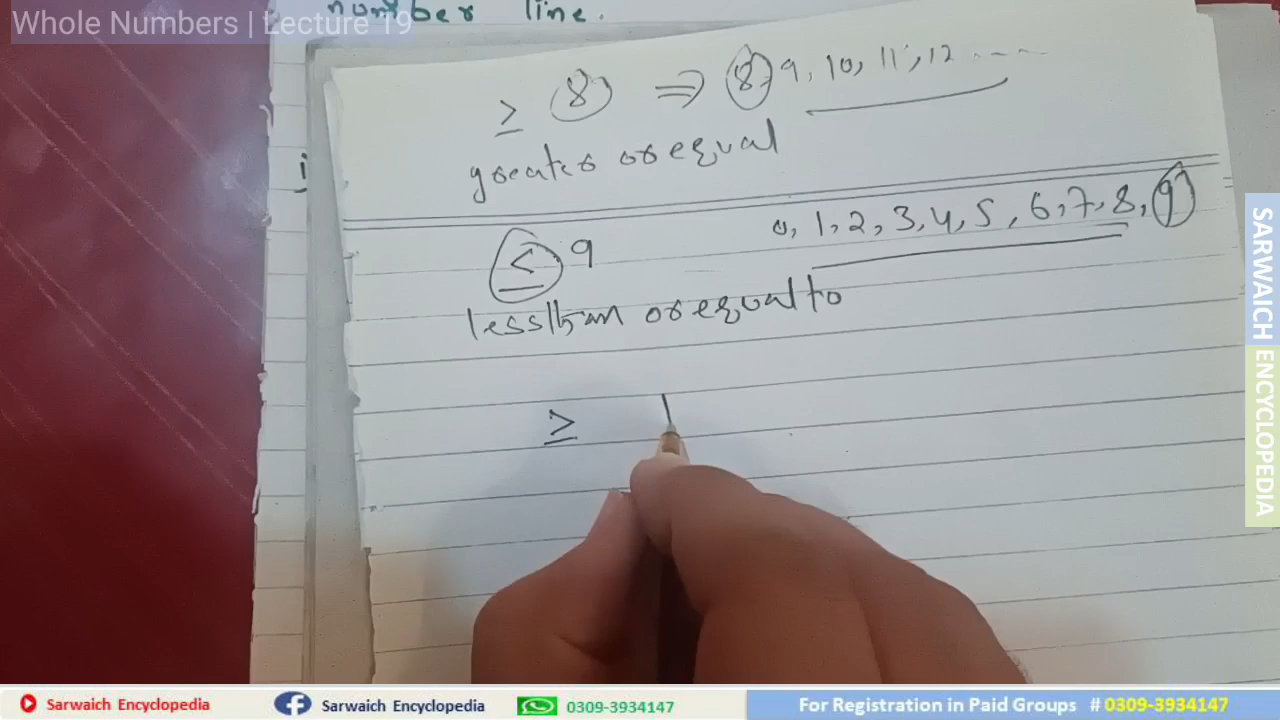 Whole Numbers | Lecture 19
number line.
≥ 8 ⇒ 8, 9, 10, 11, 12 ......
greater or equal
≤ 9 0, 1, 2, 3, 4, 5, 6, 7, 8, 9
less than or equal to
≥
SARWAICH ENCYCLOPEDIA
Sarwaich Encyclopedia Sarwaich Encyclopedia 0309-3934147 For Registration in Paid Groups # 0309-3934147